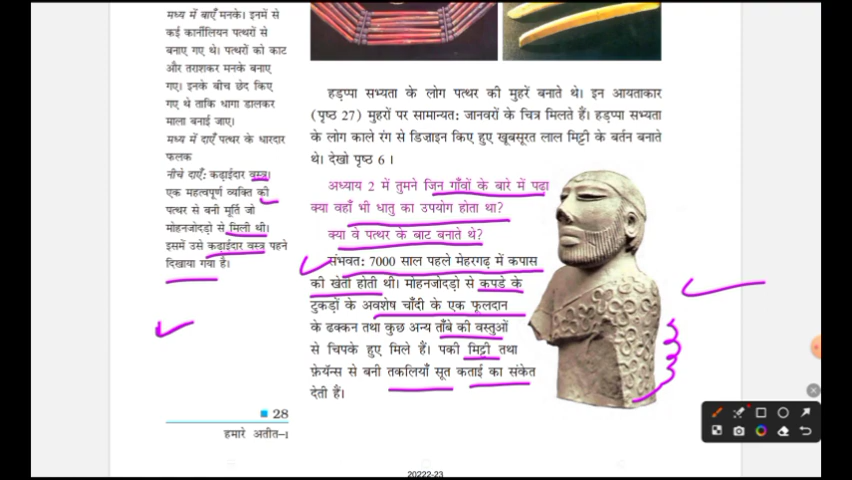 मध्य में बाएँ मनके। इनमें से
कई कार्नीलियन पत्थरों से
बनाए गए थे। पत्थरों को काट
और तराशकर मनके बनाए
गए। इनके बीच छेद किए
गए थे ताकि धागा डालकर
माला बनाई जाए।
मध्य में दाएँ पत्थर के धारदार
फलक
नीचे दाएँ: कढ़ाईदार वस्त्र।
एक महत्वपूर्ण व्यक्ति की
पत्थर से बनी मूर्ति जो
मोहनजोदड़ो से मिली थी।
इसमें उसे कढ़ाईदार वस्त्र पहने
दिखाया गया है।
हड़प्पा सभ्यता के लोग पत्थर की मुहरें बनाते थे। इन आयताकार
(पृष्ठ 27) मुहरों पर सामान्यत: जानवरों के चित्र मिलते हैं। हड़प्पा सभ्यता
के लोग काले रंग से डिजाइन किए हुए खूबसूरत लाल मिट्टी के बर्तन बनाते
थे। देखो पृष्ठ 6।
अध्याय 2 में तुमने जिन गाँवों के बारे में पढ़ा
क्या वहाँ भी धातु का उपयोग होता था?
क्या वे पत्थर के बाट बनाते थे?
संभवत: 7000 साल पहले मेहरगढ़ में कपास
की खेती होती थी। मोहनजोदड़ो से कपडे के
टुकड़ों के अवशेष चाँदी के एक फूलदान
के ढक्कन तथा कुछ अन्य ताँबे की वस्तुओं
से चिपके हुए मिले हैं। पकी मिट्टी तथा
फ़ेयॅन्स से बनी तकलियाँ सूत कताई का संकेत
देती हैं।
28
हमारे अतीत-I
20222-23